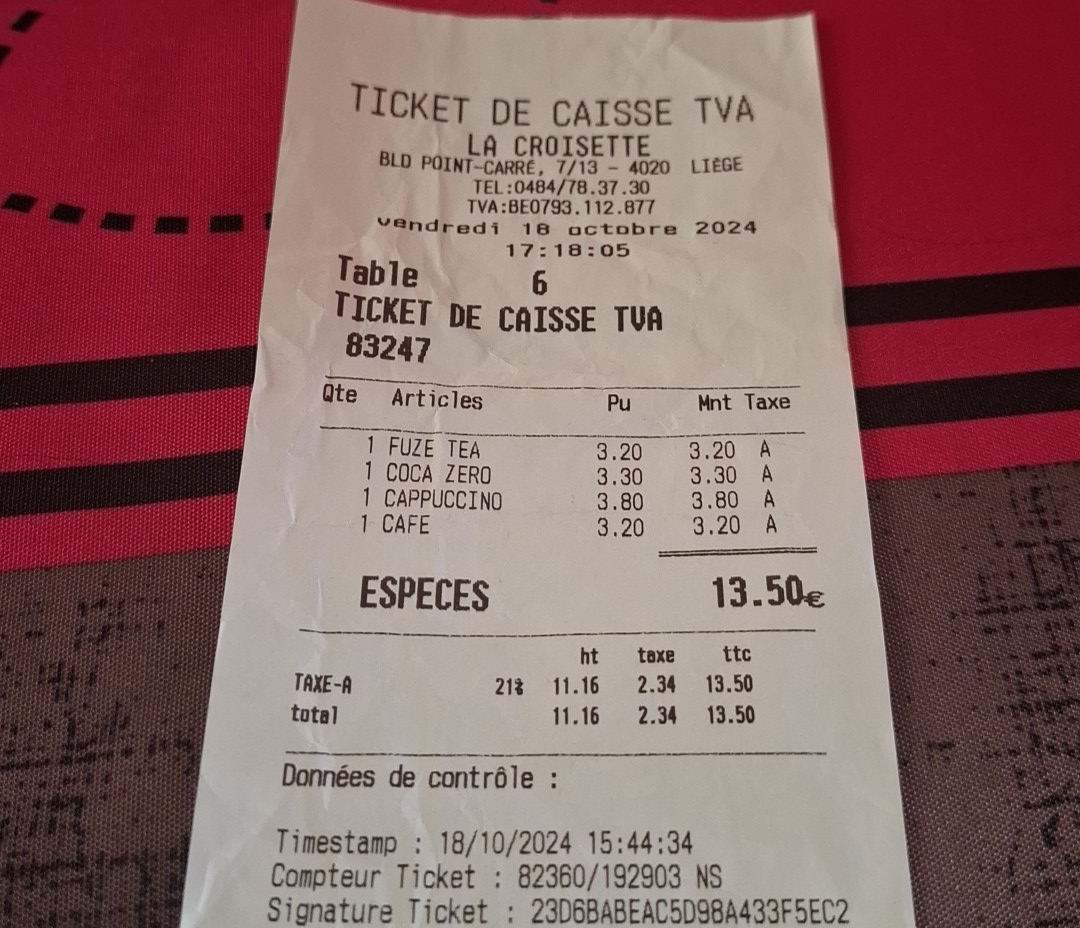 TICKET DE CAISSE TVA
LA CROISETTE
BLD POINT-CARRÉ, 7/13 - 4020 LIÈGE
TEL:0484/78.37.30
TVA:BE0793.112.877
vendredi 18 octobre 2024
17:18:05
Table 6
TICKET DE CAISSE TVA
83247
Qte Articles Pu Mnt Taxe
1 FUZE TEA 3.20 3.20 A
1 COCA ZERO 3.30 3.30 A
1 CAPPUCCINO 3.80 3.80 A
1 CAFE 3.20 3.20 A
ESPECES 13.50€
ht taxe ttc
TAXE-A 21% 11.16 2.34 13.50
total 11.16 2.34 13.50
Données de contrôle :
Timestamp : 18/10/2024 15:44:34
Compteur Ticket : 82360/192903 NS
Signature Ticket : 23D6BABEAC5D98A433F5EC2